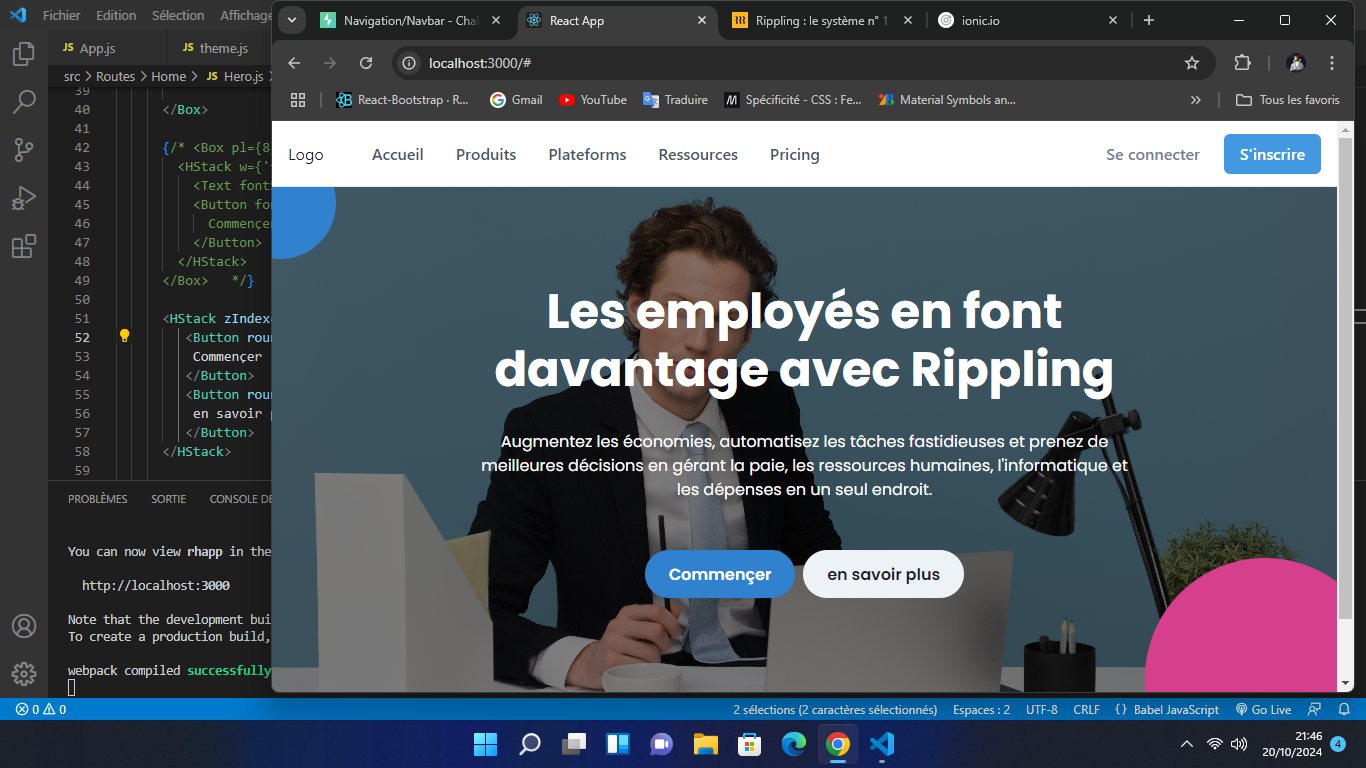 Fichier Edition Sélection Affichage
Navigation/Navbar - Cha
React App
Rippling : le système n° 1
ionic.io
JS App.js
JS theme.js
localhost:3000/#
src > Routes > Home > JS Hero.js >
React-Bootstrap · R...
Gmail
YouTube
Traduire
Spécificité - CSS : Fe...
Material Symbols an...
Tous les favoris
39
40 </Box>
41
42 {/* <Box pl={8
43 <HStack w={'
44 <Text font
45 <Button fo
46 Commençer
47 </Button>
48 </HStack>
49 </Box> */}
50
51 <HStack zIndex=
52 <Button rou
53 Commençer
54 </Button>
55 <Button rou
56 en savoir p
57 </Button>
58 </HStack>
59
PROBLÈMES SORTIE CONSOLE DE
You can now view rhapp in the
http://localhost:3000
Note that the development bui
To create a production build,
webpack compiled successfully
Logo
Accueil
Produits
Plateforms
Ressources
Pricing
Se connecter
S'inscrire
Les employés en font
davantage avec Rippling
Augmentez les économies, automatisez les tâches fastidieuses et prenez de
meilleures décisions en gérant la paie, les ressources humaines, l'informatique et
les dépenses en un seul endroit.
Commençer
en savoir plus
0 0
2 sélections (2 caractères sélectionnés)
Espaces : 2
UTF-8
CRLF
{} Babel JavaScript
Go Live
21:46
20/10/2024
4